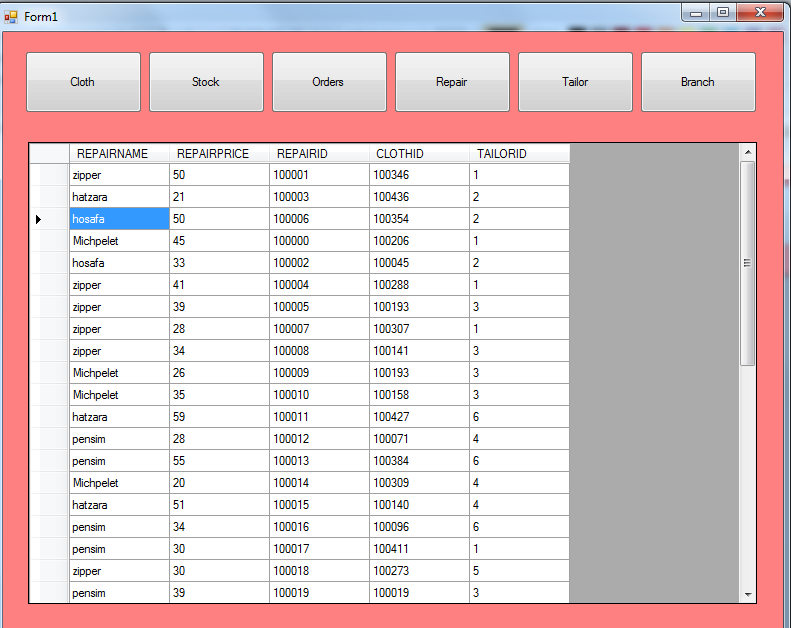 Form1
Cloth Stock Orders Repair Tailor Branch
REPAIRNAME REPAIRPRICE REPAIRID CLOTHID TAILORID
zipper 50 100001 100346 1
hatzara 21 100003 100436 2
hosafa 50 100006 100354 2
Michpelet 45 100000 100206 1
hosafa 33 100002 100045 2
zipper 41 100004 100288 1
zipper 39 100005 100193 3
zipper 28 100007 100307 1
zipper 34 100008 100141 3
Michpelet 26 100009 100193 3
Michpelet 35 100010 100158 3
hatzara 59 100011 100427 6
pensim 28 100012 100071 4
pensim 55 100013 100384 6
Michpelet 20 100014 100309 4
hatzara 51 100015 100140 4
pensim 34 100016 100096 6
pensim 30 100017 100411 1
zipper 30 100018 100273 5
pensim 39 100019 100019 3